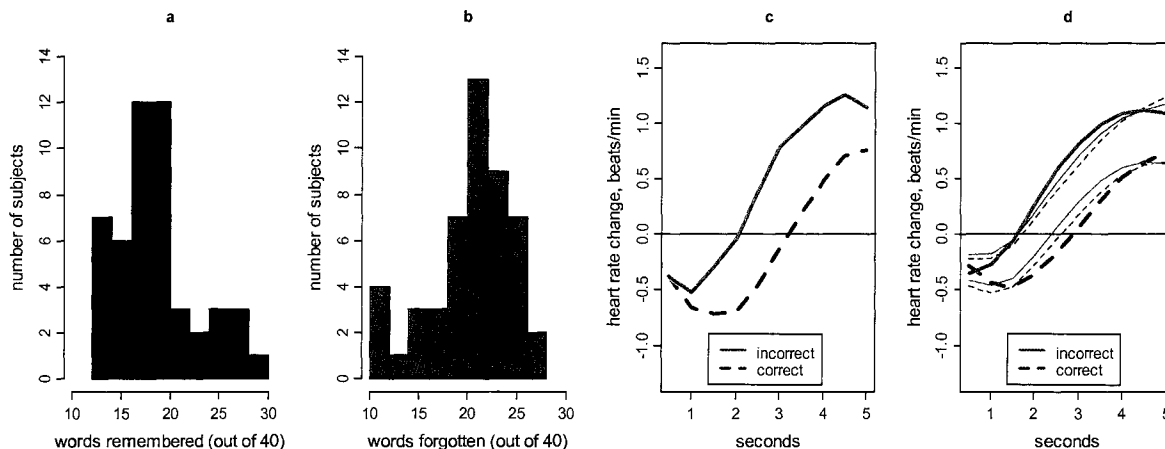 a
number of subjects
14
12
10
8
6
4
2
0
10 15 20 25 30
words remembered (out of 40)
b
number of subjects
14
12
10
8
6
4
2
0
10 15 20 25 30
words forgotten (out of 40)
c
heart rate change, beats/min
1.5
1.0
0.5
0.0
-0.5
-1.0
incorrect
correct
1 2 3 4 5
seconds
d
heart rate change, beats/min
1.5
1.0
0.5
0.0
-0.5
-1.0
incorrect
correct
1 2 3 4 5
seconds